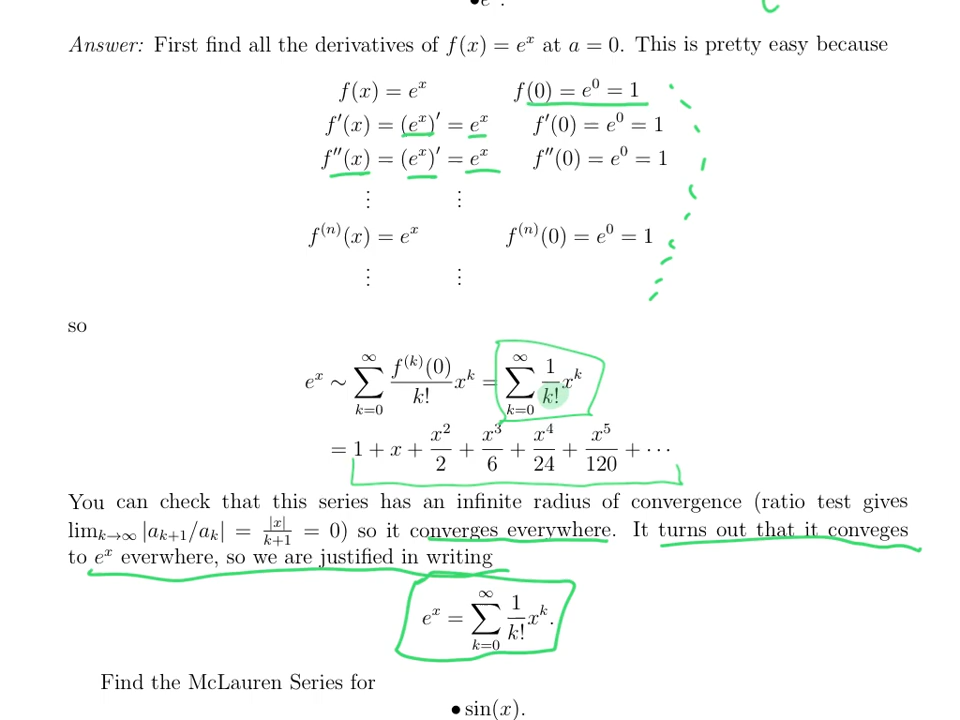 •e^x.
Answer: First find all the derivatives of f(x) = e^x at a = 0. This is pretty easy because
f(x) = e^x f(0) = e^0 = 1
f′(x) = (e^x)′ = e^x f′(0) = e^0 = 1
f″(x) = (e^x)′ = e^x f″(0) = e^0 = 1
⋮ ⋮
f^(n)(x) = e^x f^(n)(0) = e^0 = 1
⋮ ⋮
so
e^x ∼ ∑_{k=0}^{∞} f^(k)(0)/k! x^k = ∑_{k=0}^{∞} 1/k! x^k
= 1 + x + x^2/2 + x^3/6 + x^4/24 + x^5/120 + ⋯
You can check that this series has an infinite radius of convergence (ratio test gives
lim_{k→∞} |a_{k+1}/a_k| = |x|/(k+1) = 0) so it converges everywhere. It turns out that it conveges
to e^x everwhere, so we are justified in writing
e^x = ∑_{k=0}^{∞} 1/k! x^k.
Find the McLauren Series for
• sin(x).